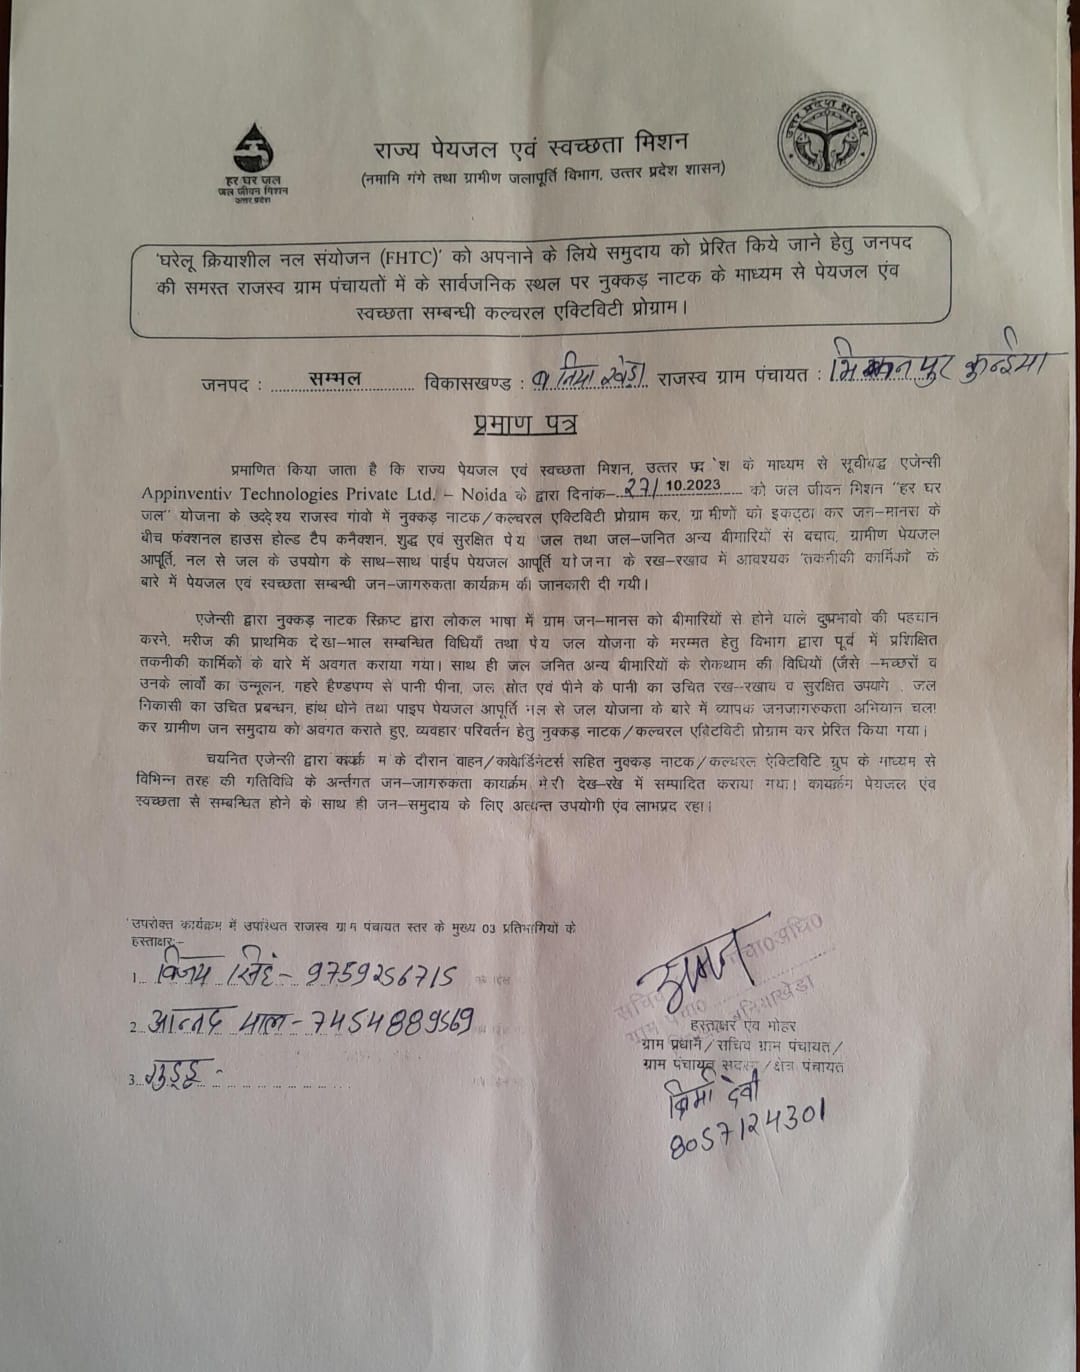 हर घर जल
जल जीवन मिशन
उत्तर प्रदेश
राज्य पेयजल एवं स्वच्छता मिशन
(नमामि गंगे तथा ग्रामीण जलापूर्ति विभाग, उत्तर प्रदेश शासन)
उत्तर प्रदेश सरकार
'घरेलू क्रियाशील नल संयोजन (FHTC)' को अपनाने के लिये समुदाय को प्रेरित किये जाने हेतु जनपद
की समस्त राजस्व ग्राम पंचायतों में के सार्वजनिक स्थल पर नुक्कड़ नाटक के माध्यम से पेयजल एंव
स्वच्छता सम्बन्धी कल्चरल एक्टिविटी प्रोग्राम।
जनपद : सम्भल विकासखण्ड : बनिया खेड़ा राजस्व ग्राम पंचायत :
प्रमाण पत्र
प्रमाणित किया जाता है कि राज्य पेयजल एवं स्वच्छता मिशन, उत्तर के माध्यम से सूचीबद्ध एजेन्सी
Appinventiv Technologies Private Ltd. – Noida के द्वारा दिनांक– 27/10.2023 को जल जीवन मिशन "हर घर
जल" योजना के उददेश्य राजस्व गांवो में नुक्कड़ नाटक/कल्चरल एक्टिविटी प्रोग्राम कर, ग्रामीणों को इकट्ठा कर जन–मानस के
बीच फंक्शनल हाउस होल्ड टैप कनैक्शन, शुद्ध एवं सुरक्षित पेय जल तथा जल–जनित अन्य बीमारियों से बचाव, ग्रामीण पेयजल
आपूर्ति, नल से जल के उपयोग के साथ–साथ पाईप पेयजल आपूर्ति योजना के रख–रखाव में आवश्यक 'तकनीकी कार्मिकों' के
बारे में पेयजल एवं स्वच्छता सम्बन्धी जन–जागरुकता कार्यक्रम की जानकारी दी गयी।
एजेन्सी द्वारा नुक्कड़ नाटक स्क्रिप्ट द्वारा लोकल भाषा में ग्राम जन–मानस को बीमारियों से होने वाले दुष्प्रभावो की पहचान
करने, मरीज की प्राथमिक देख–भाल सम्बन्धित विधियाँ तथा पेय जल योजना के मरम्मत हेतु विभाग द्वारा पूर्व में प्रशिक्षित
तकनीकी कार्मिकों के बारे में अवगत कराया गया। साथ ही जल जनित अन्य बीमारियों के रोकथाम की विधियों (जैसे –मच्छरों व
उनके लार्वो का उन्मूलन, गहरे हैण्डपम्प से पानी पीना, जल स्रोत एवं पीने के पानी का उचित रख–रखाव व सुरक्षित उपयोग, जल
निकासी का उचित प्रबन्धन, हांथ धोने तथा पाइप पेयजल आपूर्ति नल से जल योजना के बारे में व्यापक जनजागरुकता अभियान चला
कर ग्रामीण जन समुदाय को अवगत कराते हुए, व्यवहार परिवर्तन हेतु नुक्कड़ नाटक/कल्चरल एक्टिविटी प्रोग्राम कर प्रेरित किया गया।
चयनित एजेन्सी द्वारा के दौरान वाहन/कोर्डिनेटर्स सहित नुक्कड़ नाटक/कल्चरल ऐक्टिविटि ग्रुप के माध्यम से
विभिन्न तरह की गतिविधि के अर्न्तगत जन–जागरुकता कार्यक्रम मेरी देख–रेख में सम्पादित कराया गया। कार्यक्रम पेयजल एंव
स्वच्छता से सम्बन्धित होने के साथ ही जन–समुदाय के लिए अत्यन्त उपयोगी एंव लाभप्रद रहा।
'उपरोक्त कार्यक्रम में उपस्थित राजस्व ग्राम पंचायत स्तर के मुख्य 03 प्रतिभागियों के
हस्ताक्षर:–
1. विजय सिंह - 9759256715
2. आनन्द पाल - 7454889569
3. गुड्डू -
हस्ताक्षर एंव मोहर
ग्राम प्रधान/सचिव ग्राम पंचायत/
ग्राम पंचायत सदस्य/क्षेत्र पंचायत
देवी
8057124301